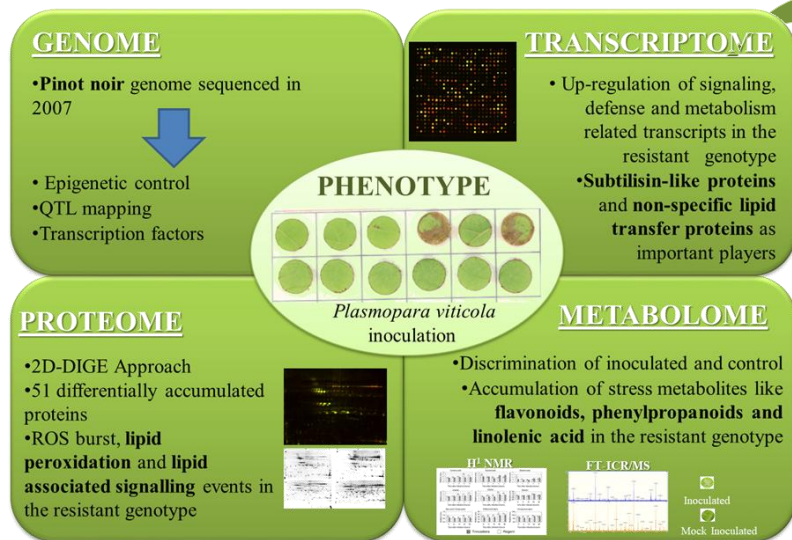 GENOME
•Pinot noir genome sequenced in
2007
• Epigenetic control
•QTL mapping
•Transcription factors
TRANSCRIPTOME
• Up-regulation of signaling,
defense and metabolism
related transcripts in the
resistant genotype
•Subtilisin-like proteins
and non-specific lipid
transfer proteins as
important players
PHENOTYPE
Plasmopara viticola
inoculation
PROTEOME
•2D-DIGE Approach
•51 differentially accumulated
proteins
•ROS burst, lipid
peroxidation and lipid
associated signalling events in
the resistant genotype
METABOLOME
•Discrimination of inoculated and control
•Accumulation of stress metabolites like
flavonoids, phenylpropanoids and
linolenic acid in the resistant genotype
H¹ NMR
FT ICR/MS
Inoculated
Mock Inoculated